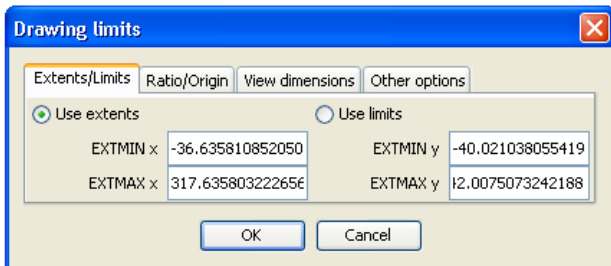 Drawing limits
Extents/Limits Ratio/Origin View dimensions Other options
Use extents Use limits
EXTMIN x -36.635810852050 EXTMIN y -40.021038055419
EXTMAX x 317.635803222656 EXTMAX y 2.0075073242188
OK Cancel